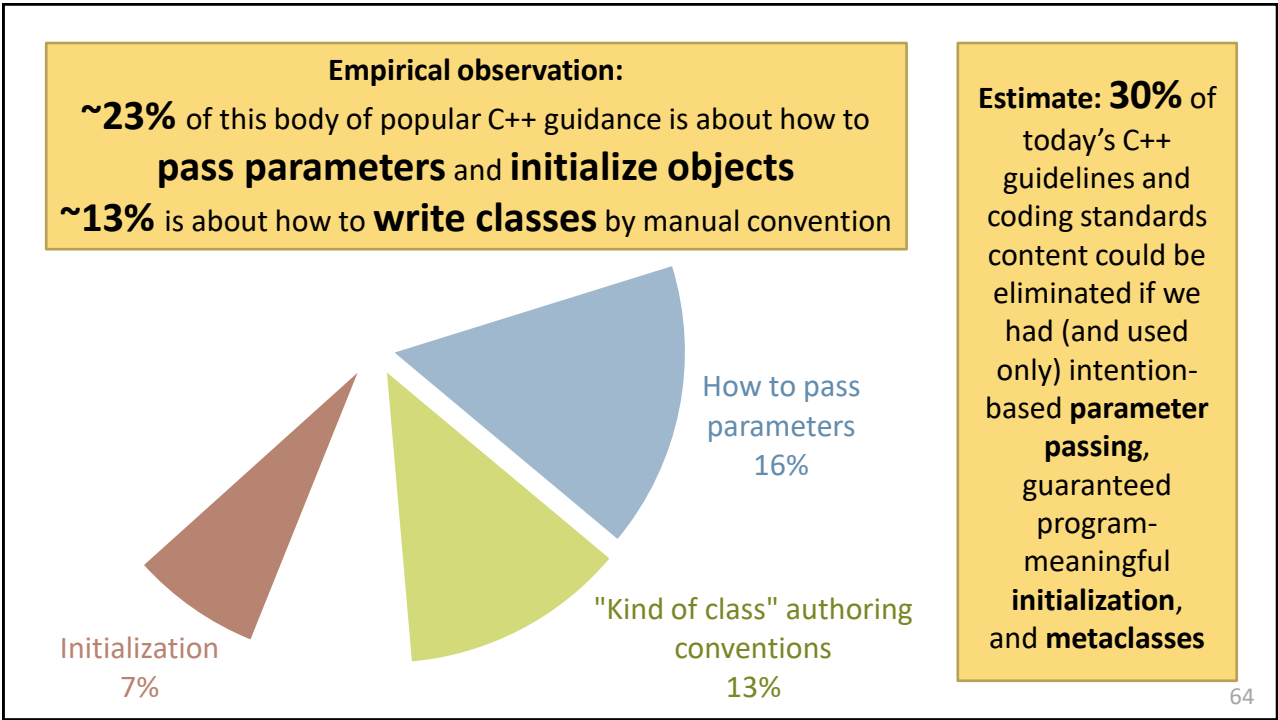 Empirical observation:
~23% of this body of popular C++ guidance is about how to
pass parameters and initialize objects
~13% is about how to write classes by manual convention
Estimate: 30% of
today’s C++
guidelines and
coding standards
content could be
eliminated if we
had (and used
only) intention-
based parameter
passing,
guaranteed
program-
meaningful
initialization,
and metaclasses
How to pass
parameters
16%
"Kind of class" authoring
conventions
13%
Initialization
7%
64